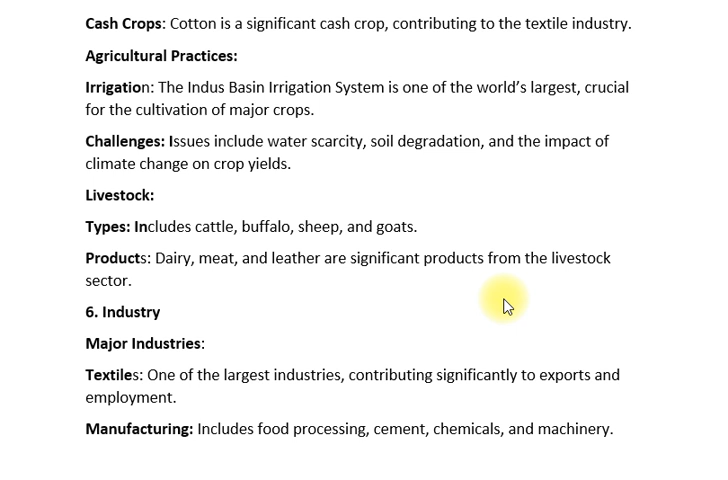 Cash Crops: Cotton is a significant cash crop, contributing to the textile industry.
Agricultural Practices:
Irrigation: The Indus Basin Irrigation System is one of the world’s largest, crucial
for the cultivation of major crops.
Challenges: Issues include water scarcity, soil degradation, and the impact of
climate change on crop yields.
Livestock:
Types: Includes cattle, buffalo, sheep, and goats.
Products: Dairy, meat, and leather are significant products from the livestock
sector.
6. Industry
Major Industries:
Textiles: One of the largest industries, contributing significantly to exports and
employment.
Manufacturing: Includes food processing, cement, chemicals, and machinery.